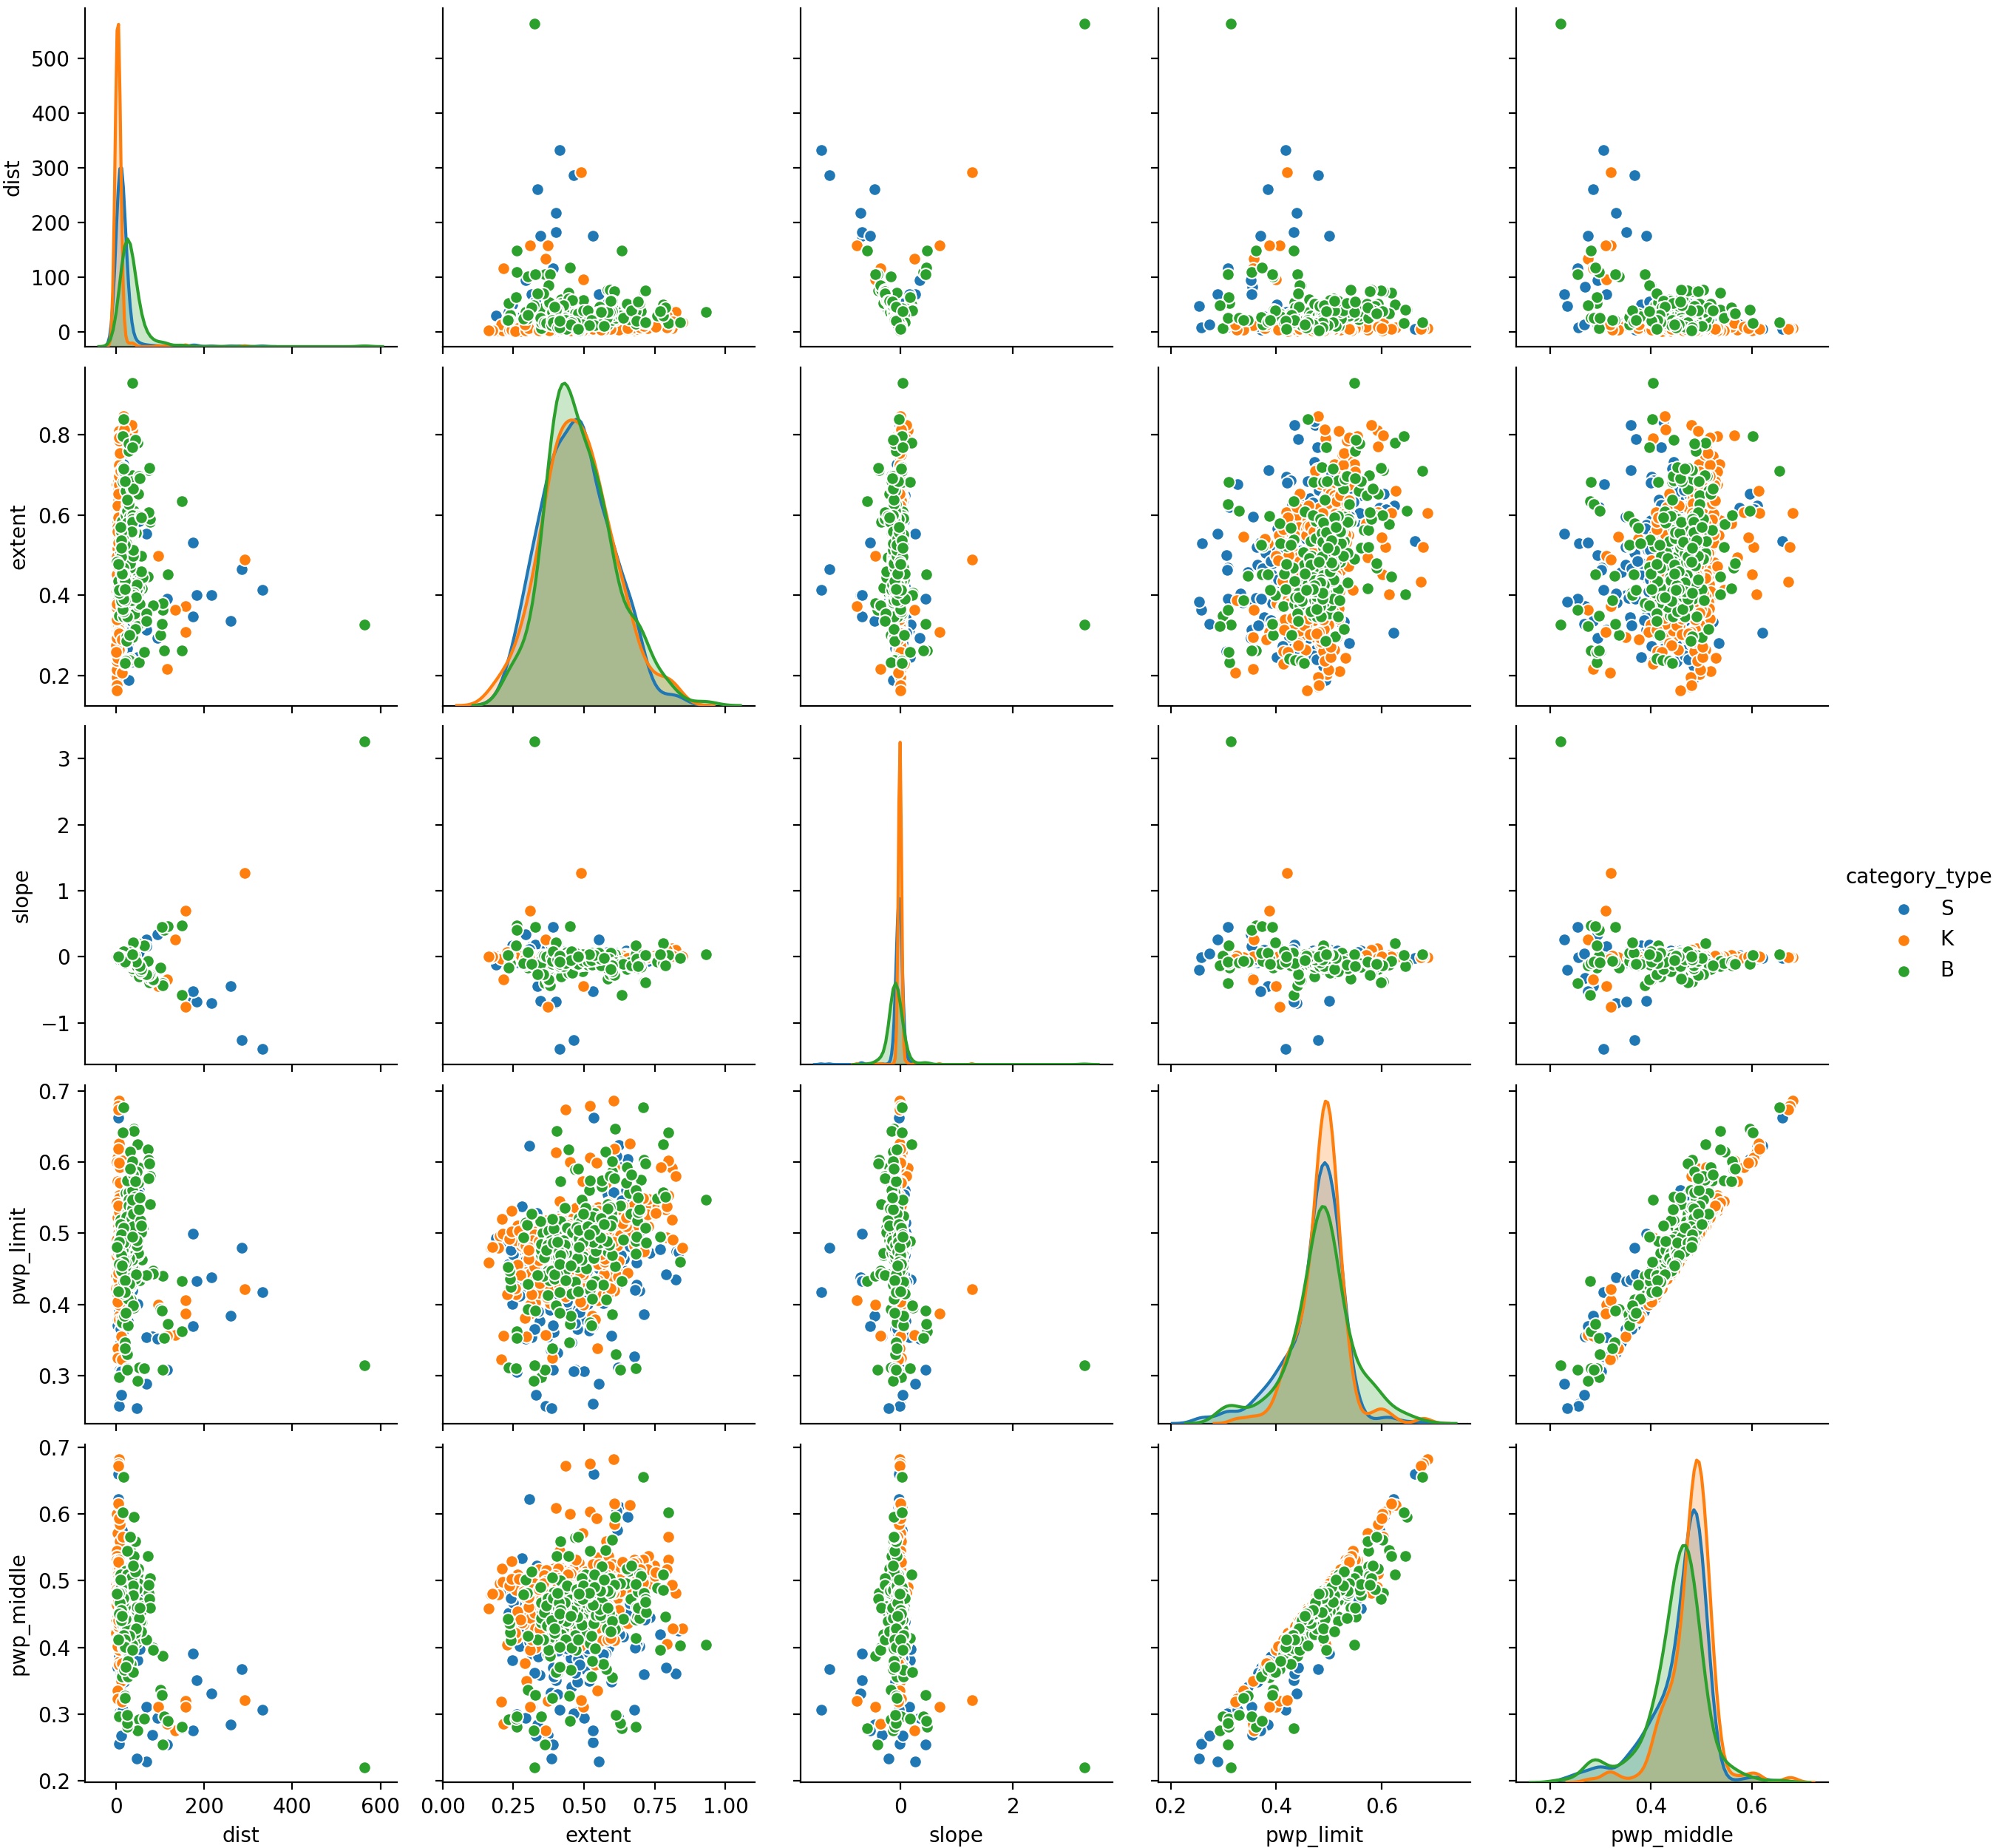 500
400
300
200
100
0
dist
0.8
0.6
0.4
0.2
extent
3
2
1
0
−1
slope
category_type
S
K
B
0.7
0.6
0.5
0.4
0.3
pwp_limit
0.7
0.6
0.5
0.4
0.3
0.2
pwp_middle
0 200 400 600
0.00 0.25 0.50 0.75 1.00
0 2
0.2 0.4 0.6
0.2 0.4 0.6
dist extent slope pwp_limit pwp_middle